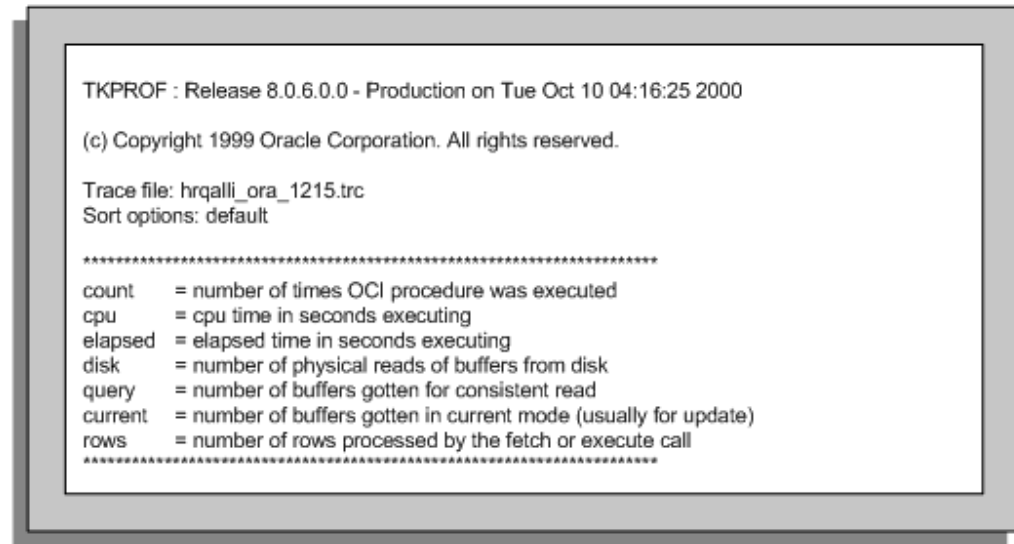 TKPROF : Release 8.0.6.0.0 - Production on Tue Oct 10 04:16:25 2000
(c) Copyright 1999 Oracle Corporation. All rights reserved.
Trace file: hrqalli_ora_1215.trc
Sort options: default
************************************************************************
count = number of times OCI procedure was executed
cpu = cpu time in seconds executing
elapsed = elapsed time in seconds executing
disk = number of physical reads of buffers from disk
query = number of buffers gotten for consistent read
current = number of buffers gotten in current mode (usually for update)
rows = number of rows processed by the fetch or execute call
************************************************************************